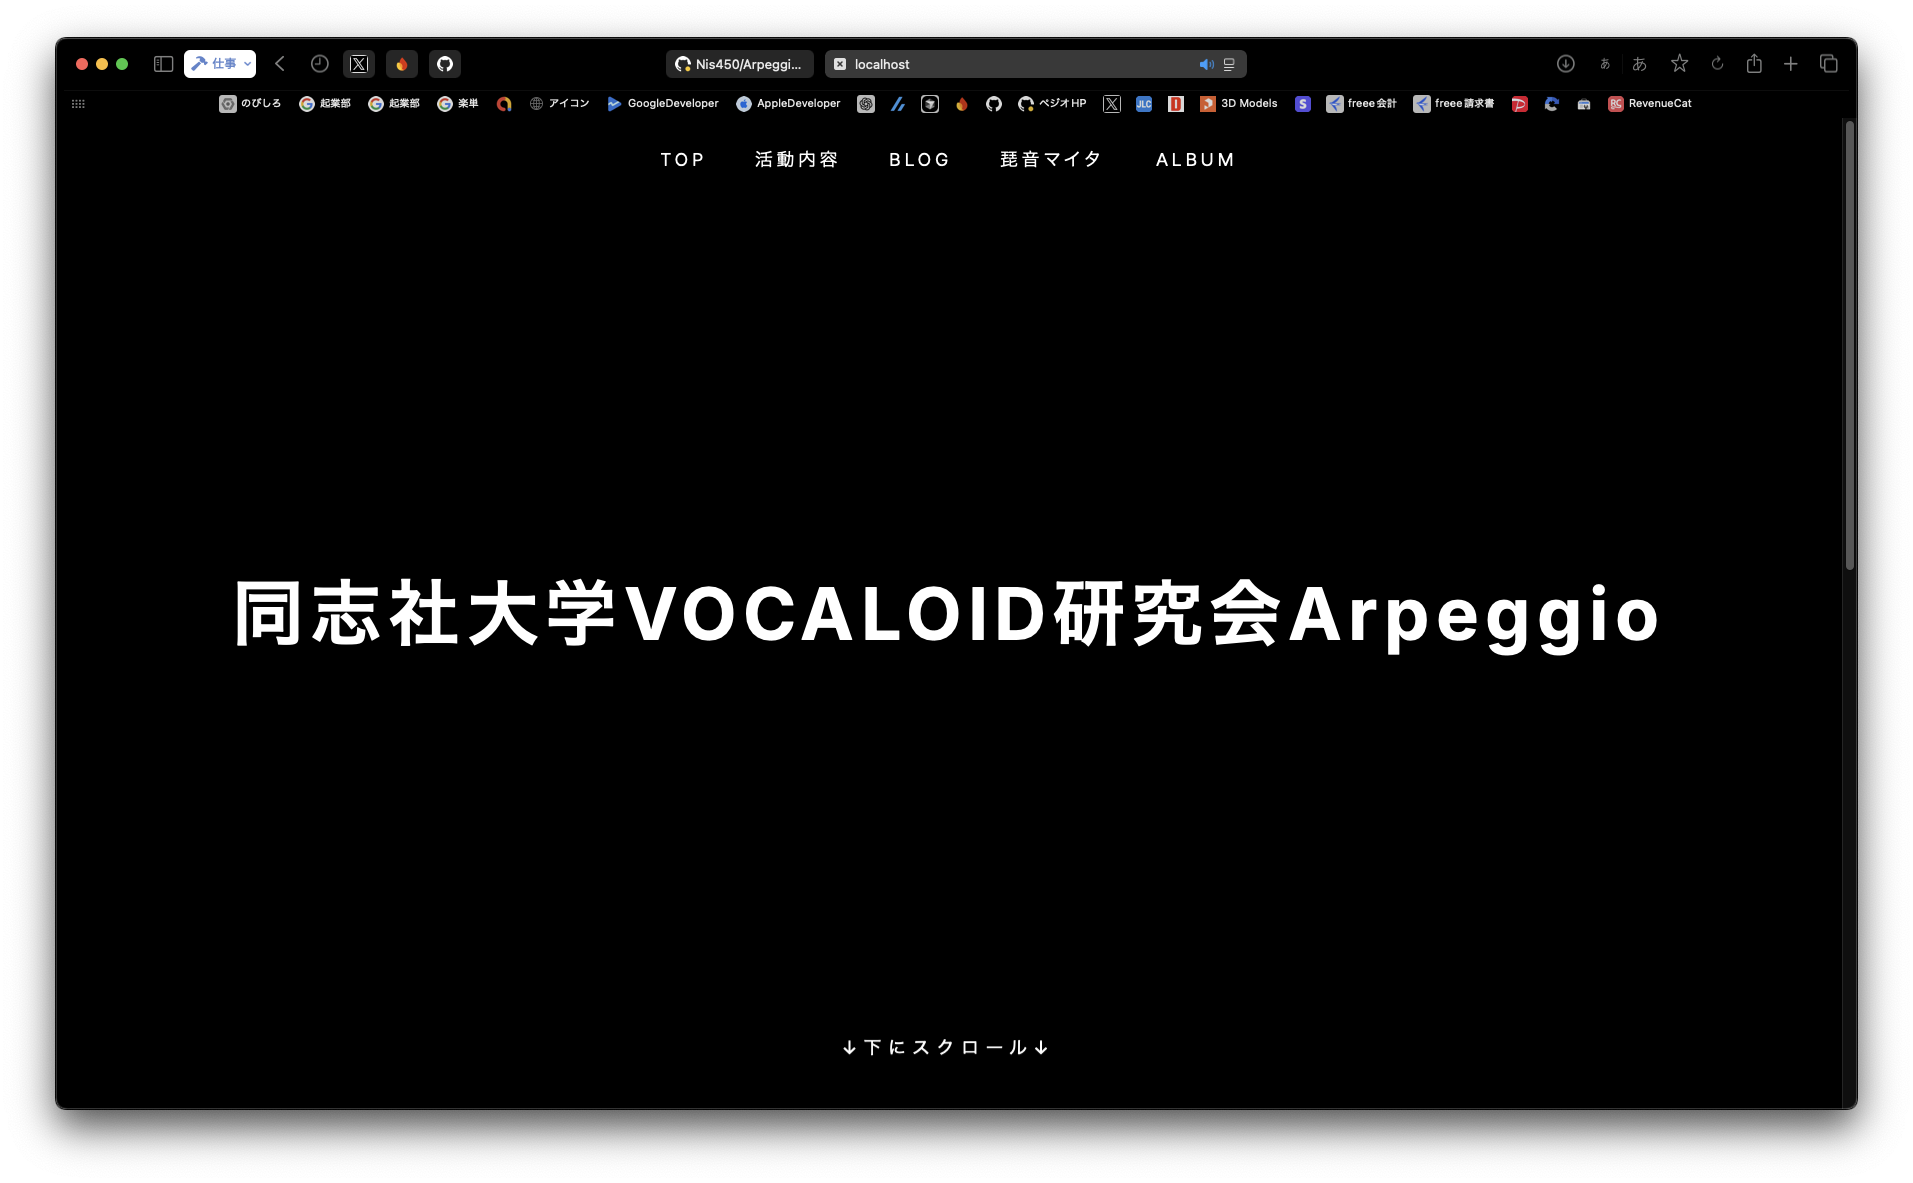 仕事
Nis450/Arpeggi...
localhost
あ あ
のびしろ 起業部 起業部 楽単 アイコン GoogleDeveloper AppleDeveloper ペジオHP JLC 3D Models S freee会計 freee請求書 RC RevenueCat
TOP 活動内容 BLOG 琵音マイタ ALBUM
同志社大学VOCALOID研究会Arpeggio
↓下にスクロール↓